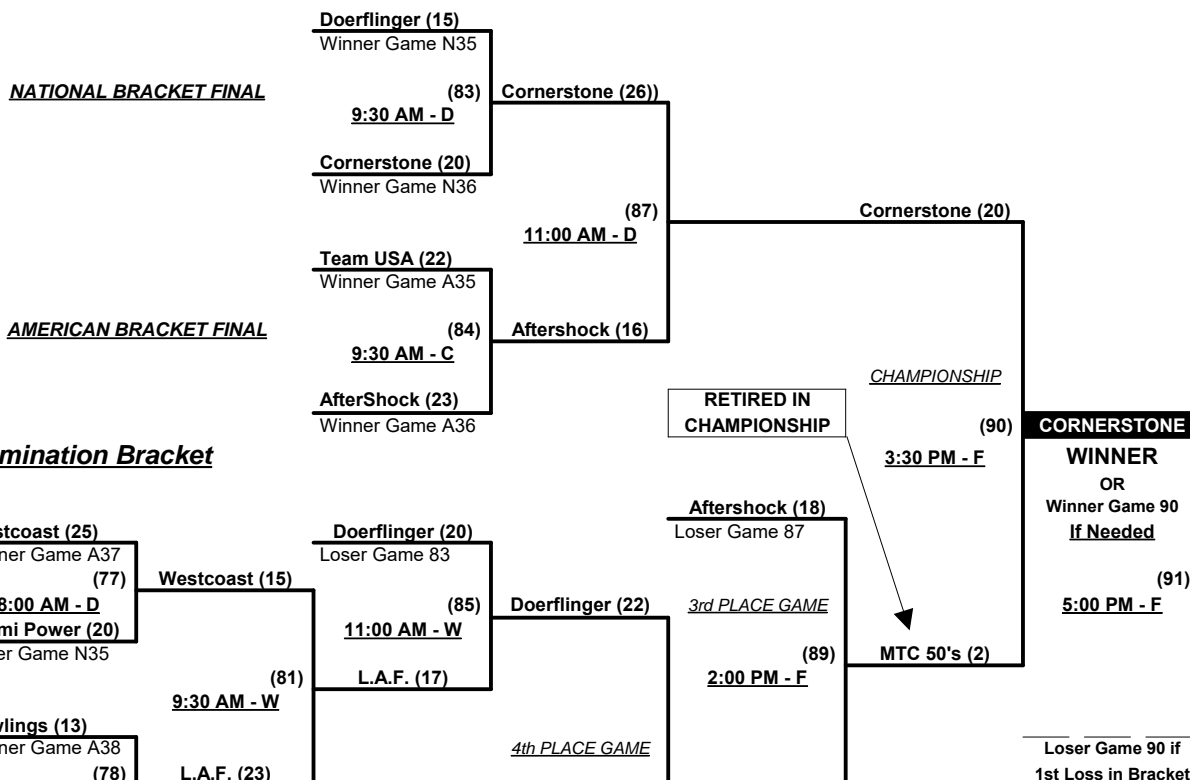 Doerflinger (15)
Winner Game N35
NATIONAL BRACKET FINAL
(83)
Cornerstone (26))
9:30 AM - D
Cornerstone (20)
Winner Game N36
(87)
Cornerstone (20)
11:00 AM - D
Team USA (22)
Winner Game A35
AMERICAN BRACKET FINAL
(84)
Aftershock (16)
9:30 AM - C
CHAMPIONSHIP
AfterShock (23)
Winner Game A36
RETIRED IN
CHAMPIONSHIP
(90)
CORNERSTONE
3:30 PM - F
WINNER
OR
Winner Game 90
If Needed
(91)
5:00 PM - F
mination Bracket
stcoast (25)
ner Game A37
(77)
Westcoast (15)
8:00 AM - D
mi Power (20)
er Game N35
Doerflinger (20)
Loser Game 83
(85)
Doerflinger (22)
11:00 AM - W
Aftershock (18)
Loser Game 87
3rd PLACE GAME
(89)
MTC 50's (2)
2:00 PM - F
(81)
L.A.F. (17)
9:30 AM - W
vlings (13)
ner Game A38
(78)
L.A.F. (23)
4th PLACE GAME
Loser Game 90 if
1st Loss in Bracket